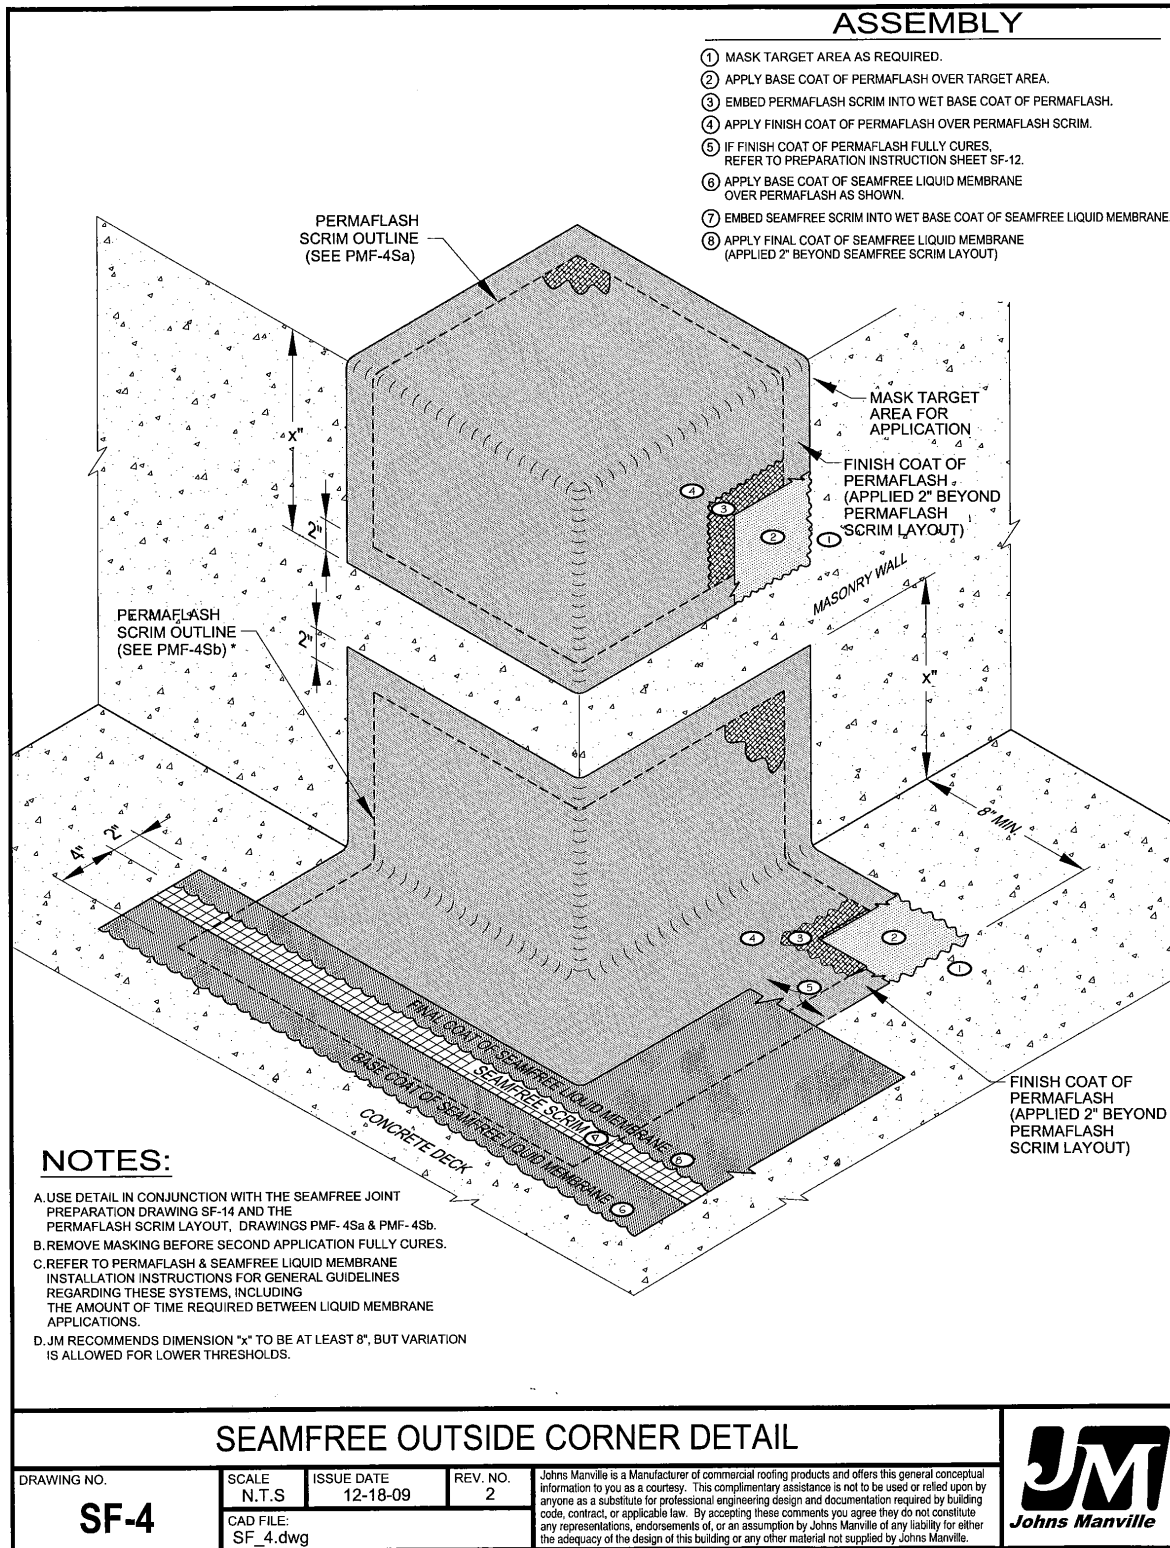 ASSEMBLY
1 MASK TARGET AREA AS REQUIRED.
2 APPLY BASE COAT OF PERMAFLASH OVER TARGET AREA.
3 EMBED PERMAFLASH SCRIM INTO WET BASE COAT OF PERMAFLASH.
4 APPLY FINISH COAT OF PERMAFLASH OVER PERMAFLASH SCRIM.
5 IF FINISH COAT OF PERMAFLASH FULLY CURES,
REFER TO PREPARATION INSTRUCTION SHEET SF-12.
6 APPLY BASE COAT OF SEAMFREE LIQUID MEMBRANE
OVER PERMAFLASH AS SHOWN.
7 EMBED SEAMFREE SCRIM INTO WET BASE COAT OF SEAMFREE LIQUID MEMBRANE.
8 APPLY FINAL COAT OF SEAMFREE LIQUID MEMBRANE
(APPLIED 2" BEYOND SEAMFREE SCRIM LAYOUT)
PERMAFLASH
SCRIM OUTLINE
(SEE PMF-4Sa)
MASK TARGET
AREA FOR
APPLICATION
x"
FINISH COAT OF
PERMAFLASH
(APPLIED 2" BEYOND
PERMAFLASH
SCRIM LAYOUT)
4
3
2
1
2"
MASONRY WALL
PERMAFLASH
SCRIM OUTLINE
(SEE PMF-4Sb) *
2"
x"
8" MIN.
4"
2"
4
3
2
1
5
FINAL COAT OF SEAMFREE LIQUID MEMBRANE
8
SEAMFREE SCRIM
BASE COAT OF SEAMFREE LIQUID MEMBRANE
6
CONCRETE DECK
FINISH COAT OF
PERMAFLASH
(APPLIED 2" BEYOND
PERMAFLASH
SCRIM LAYOUT)
NOTES:
A. USE DETAIL IN CONJUNCTION WITH THE SEAMFREE JOINT
PREPARATION DRAWING SF-14 AND THE
PERMAFLASH SCRIM LAYOUT, DRAWINGS PMF- 4Sa & PMF- 4Sb.
B. REMOVE MASKING BEFORE SECOND APPLICATION FULLY CURES.
C. REFER TO PERMAFLASH & SEAMFREE LIQUID MEMBRANE
INSTALLATION INSTRUCTIONS FOR GENERAL GUIDELINES
REGARDING THESE SYSTEMS, INCLUDING
THE AMOUNT OF TIME REQUIRED BETWEEN LIQUID MEMBRANE
APPLICATIONS.
D. JM RECOMMENDS DIMENSION "x" TO BE AT LEAST 8", BUT VARIATION
IS ALLOWED FOR LOWER THRESHOLDS.
SEAMFREE OUTSIDE CORNER DETAIL
DRAWING NO.
SF-4
SCALE
N.T.S
ISSUE DATE
12-18-09
REV. NO.
2
CAD FILE:
SF_4.dwg
Johns Manville is a Manufacturer of commercial roofing products and offers this general conceptual
information to you as a courtesy. This complimentary assistance is not to be used or relied upon by
anyone as a substitute for professional engineering design and documentation required by building
code, contract, or applicable law. By accepting these comments you agree they do not constitute
any representations, endorsements of, or an assumption by Johns Manville of any liability for either
the adequacy of the design of this building or any other material not supplied by Johns Manville.
JM
Johns Manville